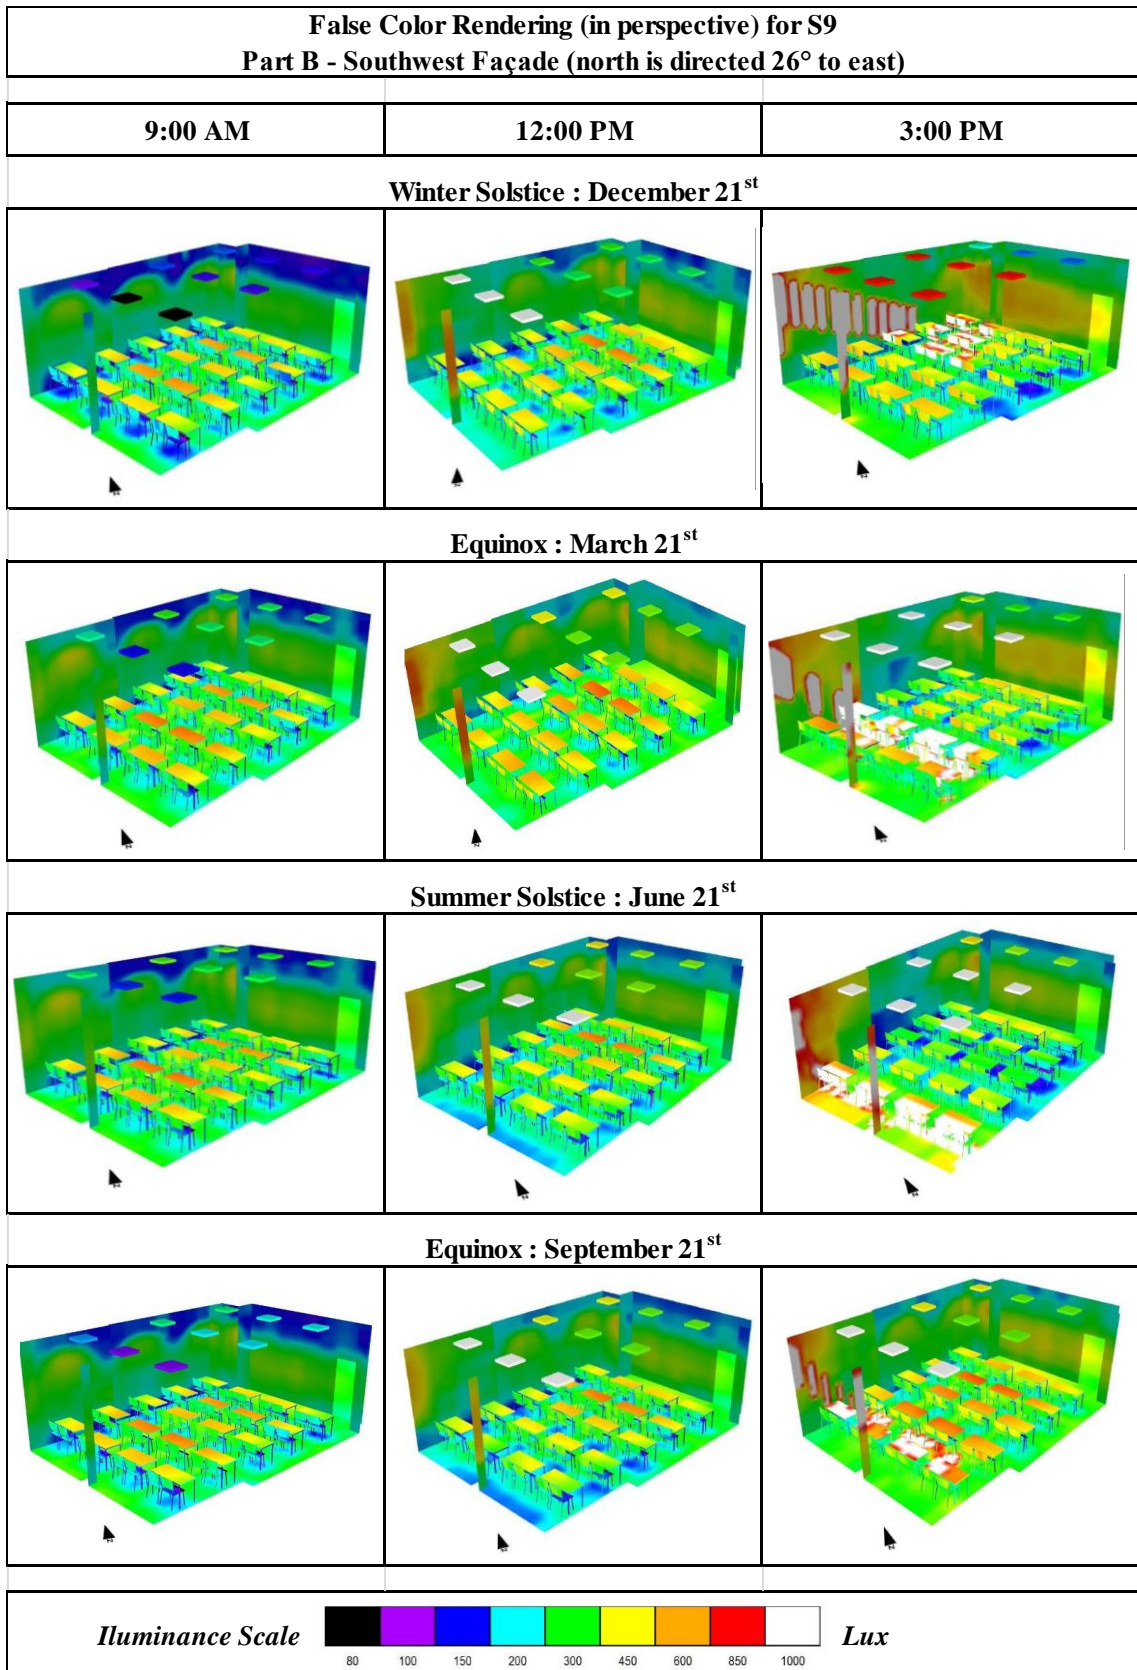 False Color Rendering (in perspective) for S9
Part B - Southwest Façade (north is directed 26° to east)
9:00 AM 12:00 PM 3:00 PM
Winter Solstice : December 21st
Equinox : March 21st
Summer Solstice : June 21st
Equinox : September 21st
Iluminance Scale Lux
80 100 150 200 300 450 600 850 1000